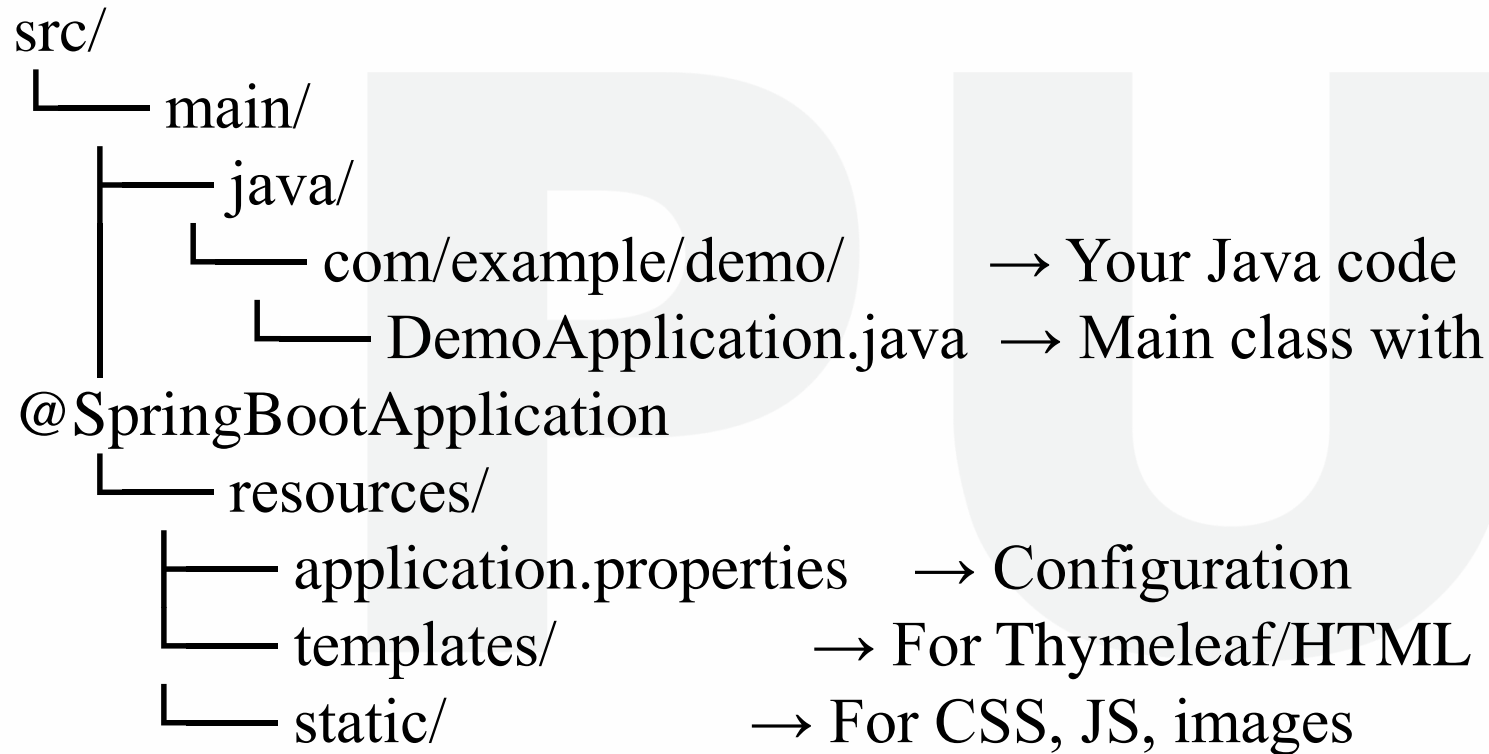 src/
└── main/
├── java/
└── com/example/demo/ → Your Java code
└── DemoApplication.java → Main class with
@SpringBootApplication
└── resources/
├── application.properties → Configuration
└── templates/ → For Thymeleaf/HTML
└── static/ → For CSS, JS, images
PU